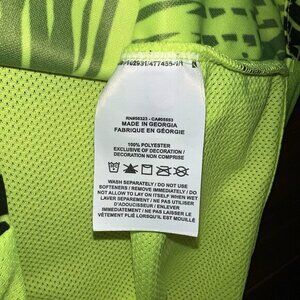 RN#56323 - CA#05553
MADE IN GEORGIA
FABRIQUE EN GÉORGIE
100% POLYESTER
EXCLUSIVE OF DECORATION /
DECORATION NON COMPRISE
WASH SEPARATELY / DO NOT USE
SOFTENERS / REMOVE IMMEDIATELY / DO
NOT ALLOW TO LAY ON ITSELF WHEN WET
LAVER SEPAREMENT / NE PAS UTILISER
D'ADOUCISSEUR / ENLEVER
IMMEDIATEMENT / NE PAS LAISSER LE
VÊTEMENT PLIÉ LORSQU'IL EST MOUILLÉ